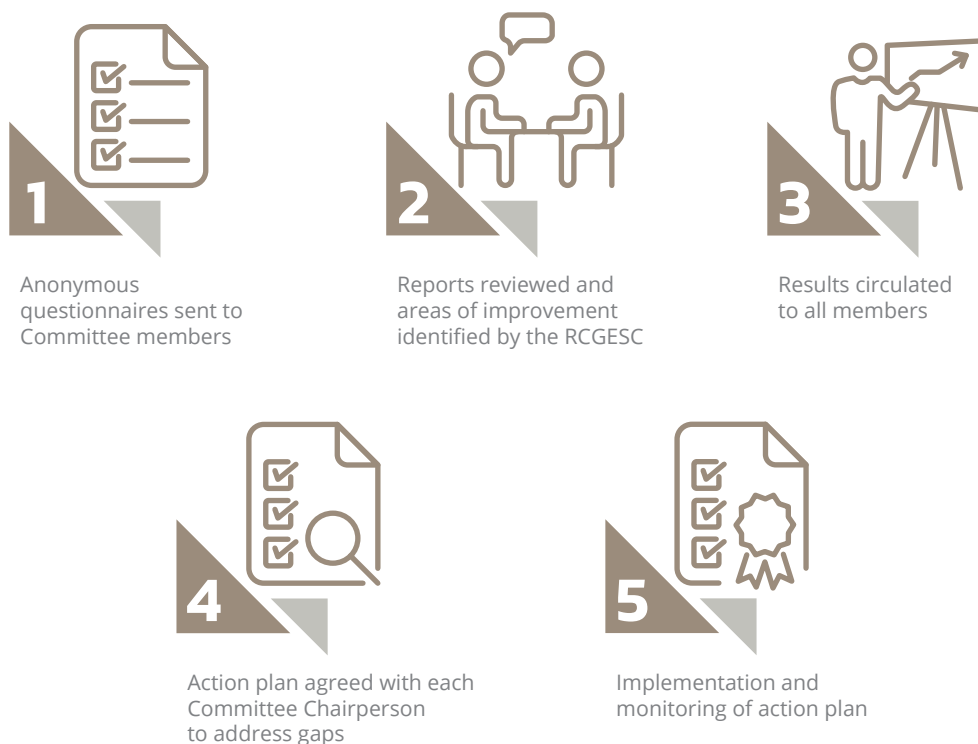 1
Anonymous
questionnaires sent to
Committee members
2
Reports reviewed and
areas of improvement
identified by the RCGESC
3
Results circulated
to all members
4
Action plan agreed with each
Committee Chairperson
to address gaps
5
Implementation and
monitoring of action plan